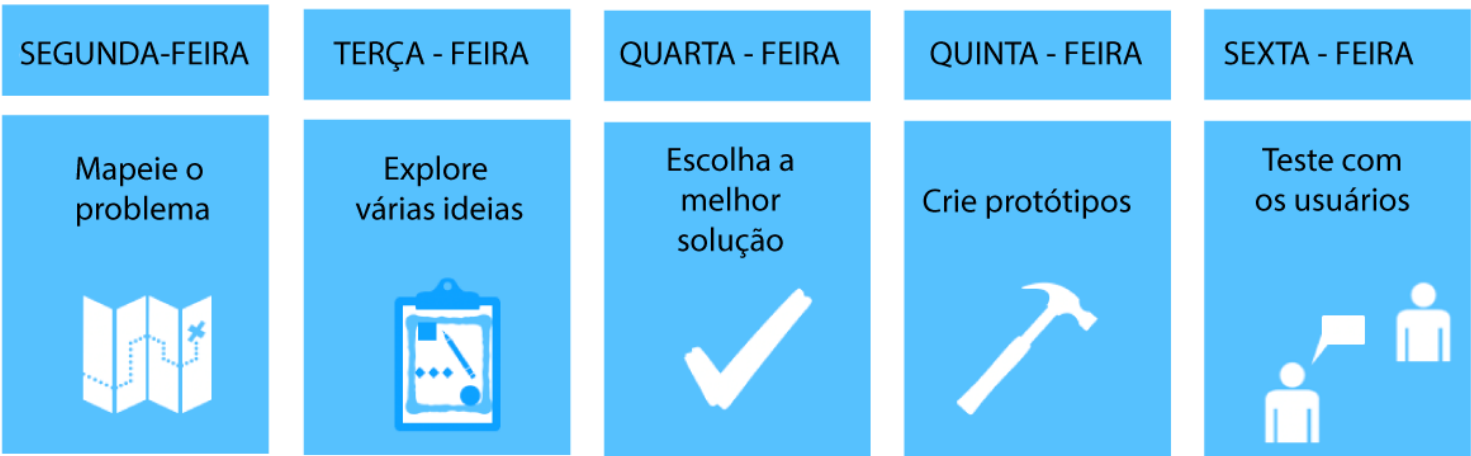 SEGUNDA-FEIRA
TERÇA - FEIRA
QUARTA - FEIRA
QUINTA - FEIRA
SEXTA - FEIRA
Mapeie o
problema
Explore
várias ideias
Escolha a
melhor
solução
Crie protótipos
Teste com
os usuários